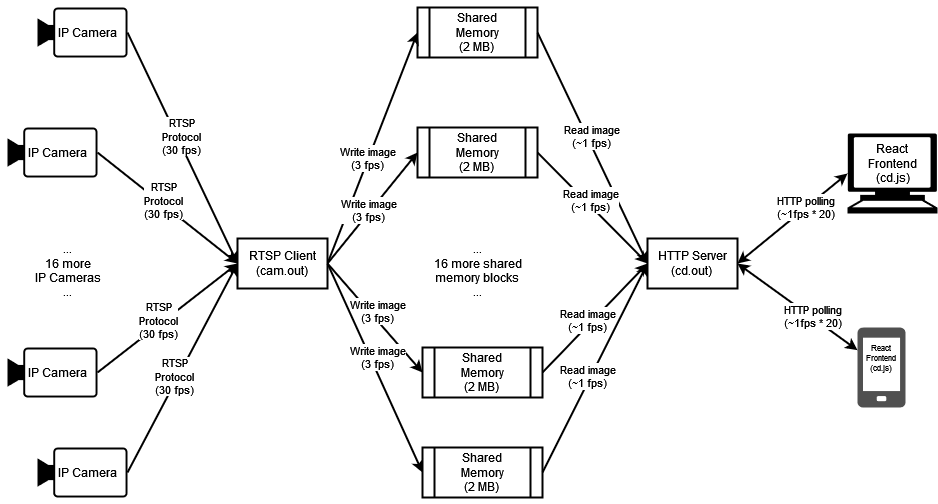 IP Camera
RTSP
Protocol
(30 fps)
IP Camera
RTSP
Protocol
(30 fps)
...
16 more
IP Cameras
...
IP Camera
RTSP
Protocol
(30 fps)
IP Camera
RTSP
Protocol
(30 fps)
RTSP Client
(cam.out)
Write image
(3 fps)
Write image
(3 fps)
Write image
(3 fps)
Write image
(3 fps)
Shared
Memory
(2 MB)
Shared
Memory
(2 MB)
...
16 more shared
memory blocks
...
Shared
Memory
(2 MB)
Shared
Memory
(2 MB)
Read image
(~1 fps)
Read image
(~1 fps)
Read image
(~1 fps)
Read image
(~1 fps)
HTTP Server
(cd.out)
HTTP polling
(~1fps * 20)
HTTP polling
(~1fps * 20)
React
Frontend
(cd.js)
React
Frontend
(cd.js)